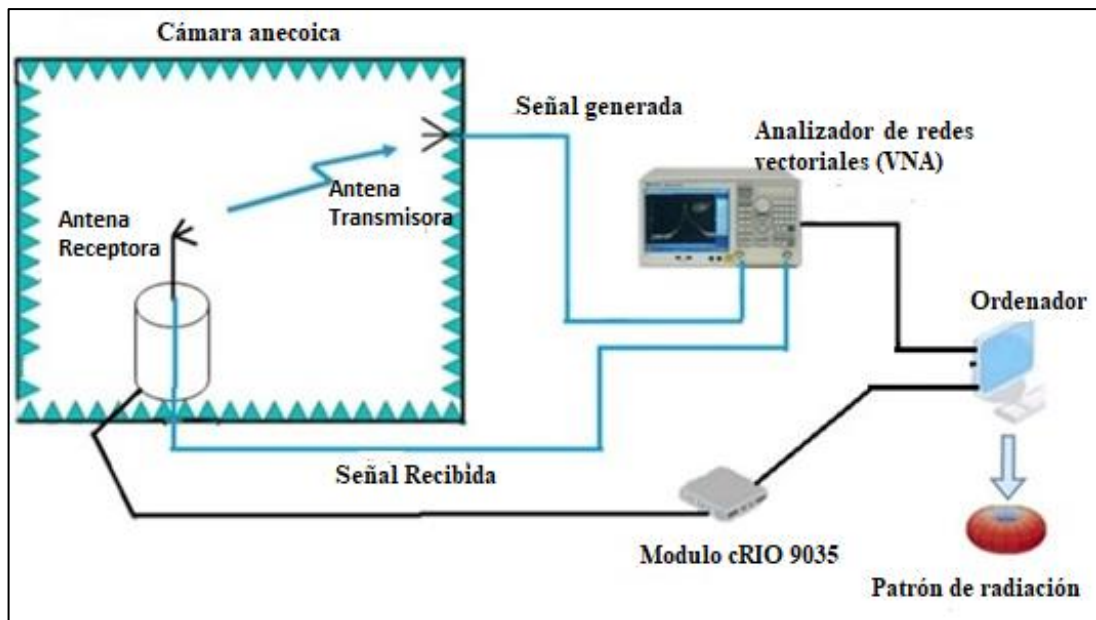 Cámara anecoica
Señal generada
Analizador de redes
vectoriales (VNA)
Antena
Transmisora
Antena
Receptora
Ordenador
Señal Recibida
Modulo cRIO 9035
Patrón de radiación